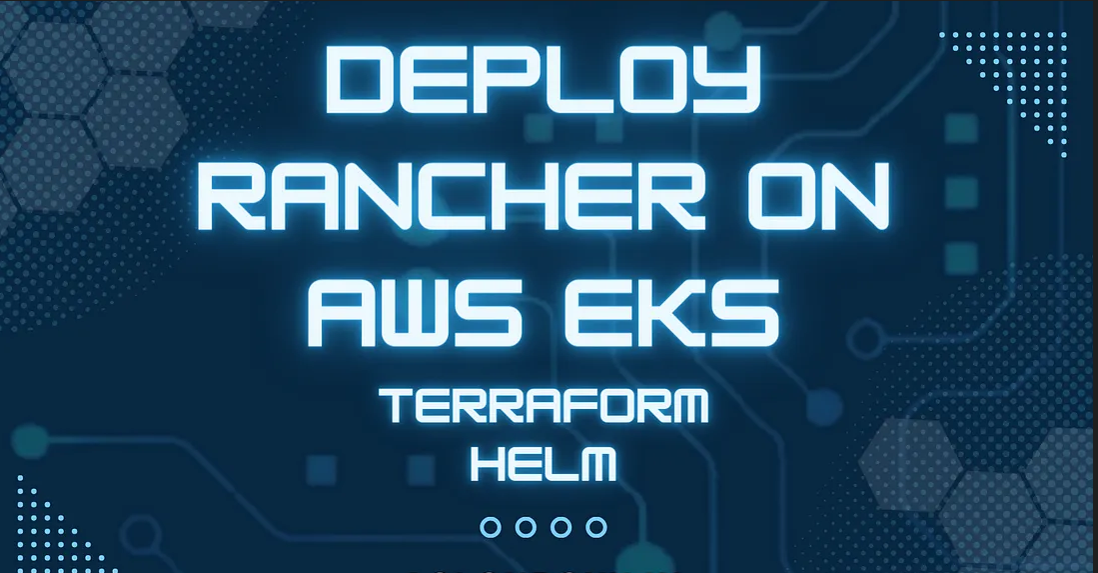 DEPLOY
RANCHER ON
AWS EKS
TERRAFORM
HELM